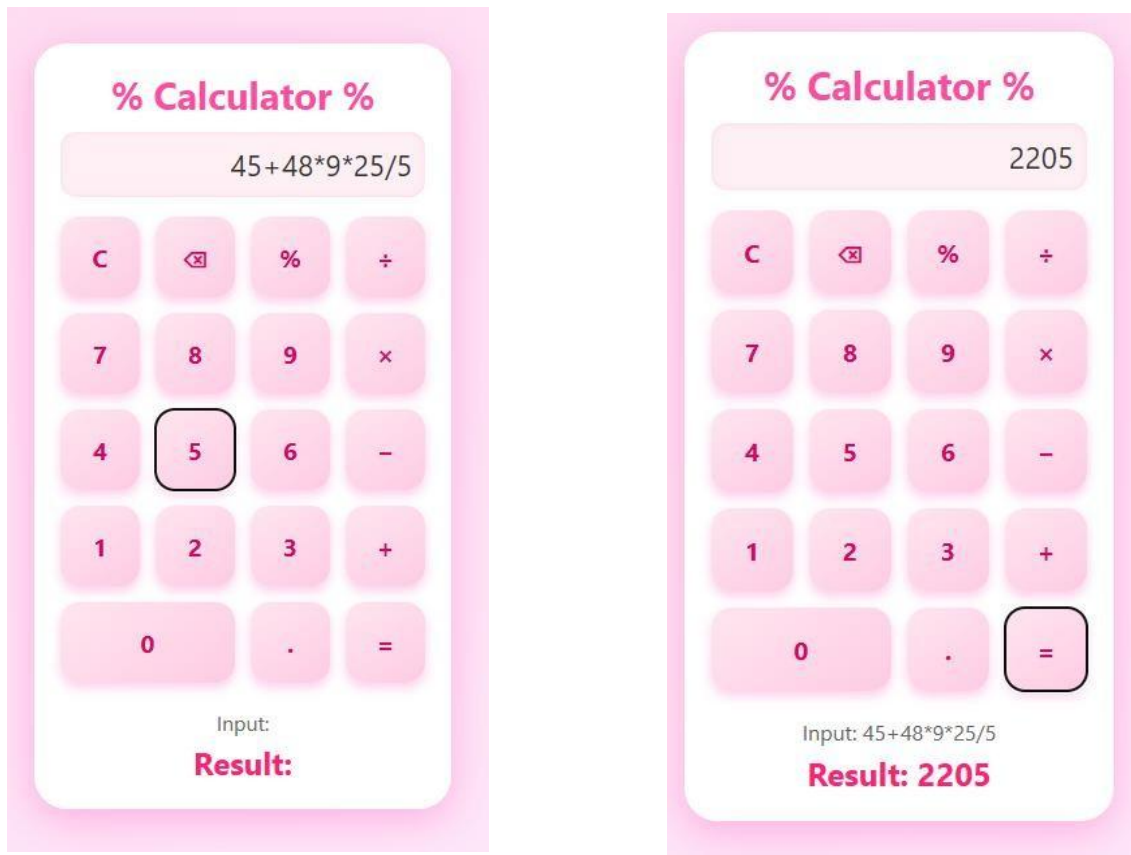 % Calculator %
45+48*9*25/5
C ⌫ % ÷
7 8 9 ×
4 5 6 −
1 2 3 +
0 . =
Input:
Result:
% Calculator %
2205
C ⌫ % ÷
7 8 9 ×
4 5 6 −
1 2 3 +
0 . =
Input: 45+48*9*25/5
Result: 2205